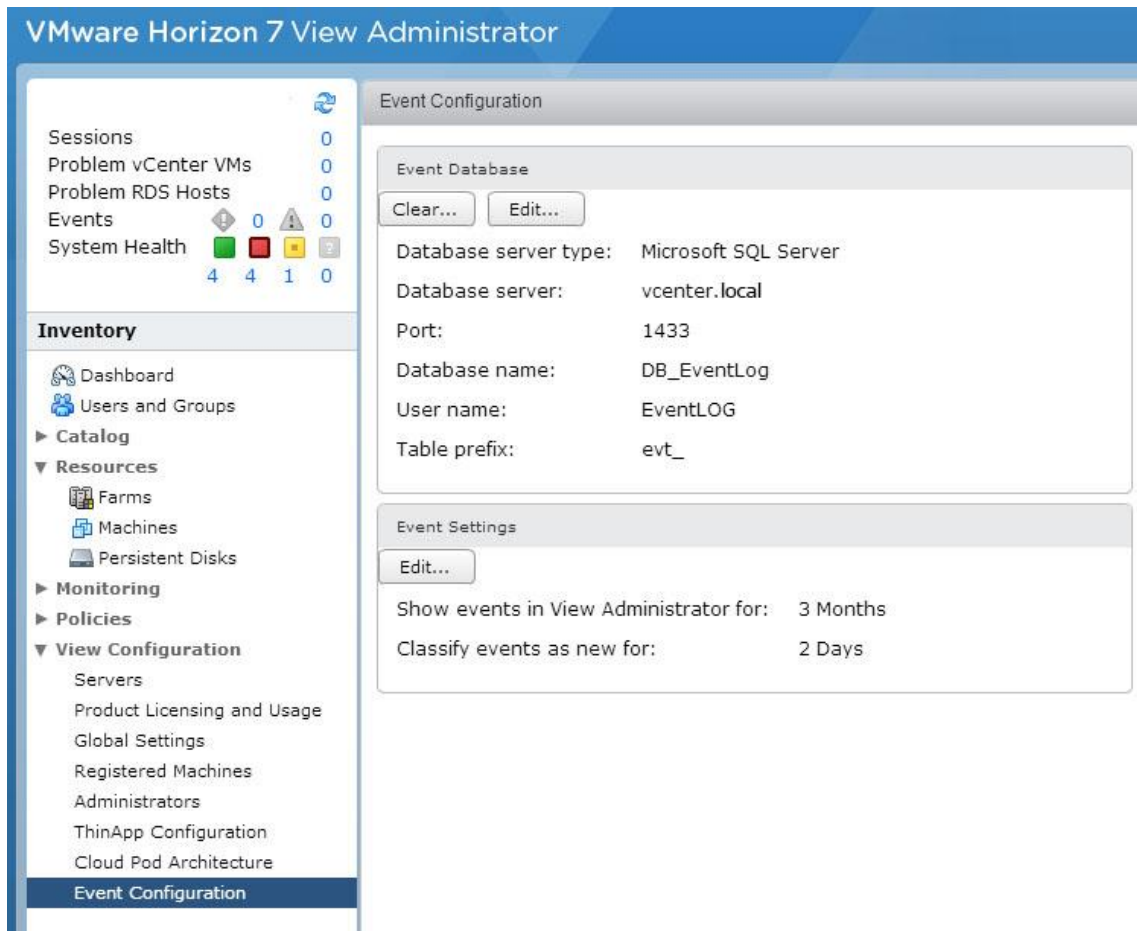 VMware Horizon 7 View Administrator
Sessions 0
Problem vCenter VMs 0
Problem RDS Hosts 0
Events ! 0 ! 0
System Health ?
4 4 1 0
Inventory
Dashboard
Users and Groups
Catalog
Resources
Farms
Machines
Persistent Disks
Monitoring
Policies
View Configuration
Servers
Product Licensing and Usage
Global Settings
Registered Machines
Administrators
ThinApp Configuration
Cloud Pod Architecture
Event Configuration
Event Configuration
Event Database
Clear... Edit...
Database server type: Microsoft SQL Server
Database server: vcenter.local
Port: 1433
Database name: DB_EventLog
User name: EventLOG
Table prefix: evt_
Event Settings
Edit...
Show events in View Administrator for: 3 Months
Classify events as new for: 2 Days